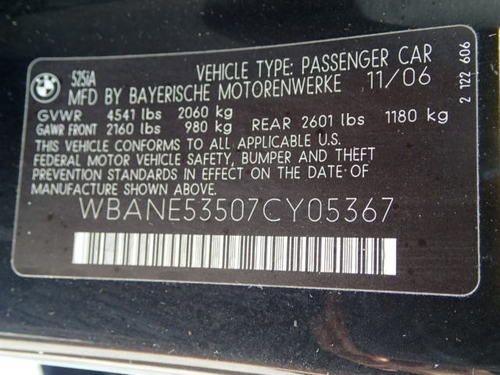 BMW
525iA VEHICLE TYPE: PASSENGER CAR
MFD BY BAYERISCHE MOTORENWERKE 11/06
GVWR 4541 lbs 2060 kg
GAWR FRONT 2160 lbs 980 kg REAR 2601 lbs 1180 kg
THIS VEHICLE CONFORMS TO ALL APPLICABLE U.S.
FEDERAL MOTOR VEHICLE SAFETY, BUMPER AND THEFT
PREVENTION STANDARDS IN EFFECT ON THE DATE OF
MANUFACTURE SHOWN ABOVE.
WBANE53507CY05367
2 122 606